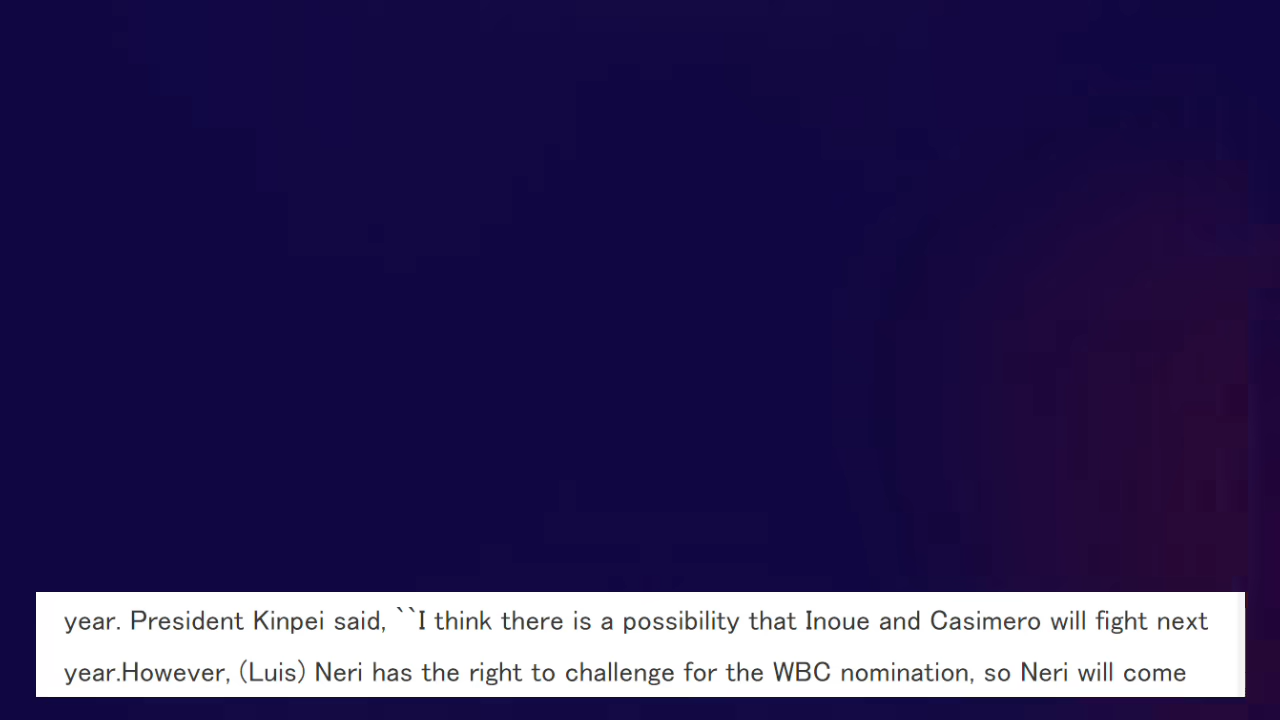 year. President Kinpei said, ``I think there is a possibility that Inoue and Casimero will fight next
year.However, (Luis) Neri has the right to challenge for the WBC nomination, so Neri will come